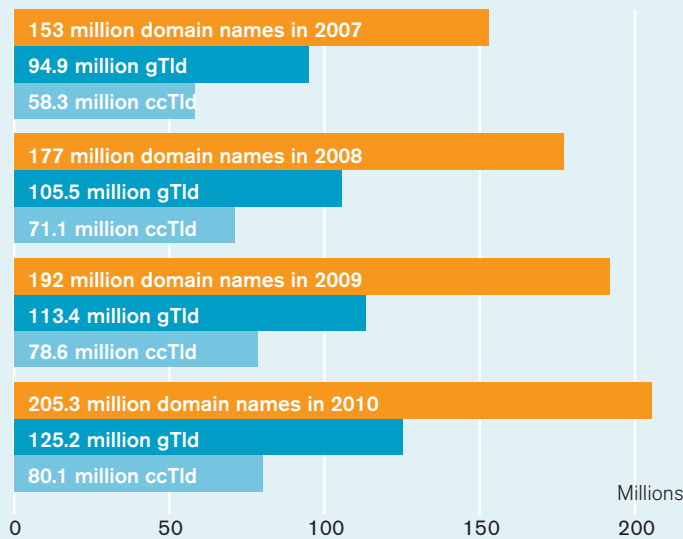 153 million domain names in 2007
94.9 million gTld
58.3 million ccTld
177 million domain names in 2008
105.5 million gTld
71.1 million ccTld
192 million domain names in 2009
113.4 million gTld
78.6 million ccTld
205.3 million domain names in 2010
125.2 million gTld
80.1 million ccTld
Millions
0 50 100 150 200